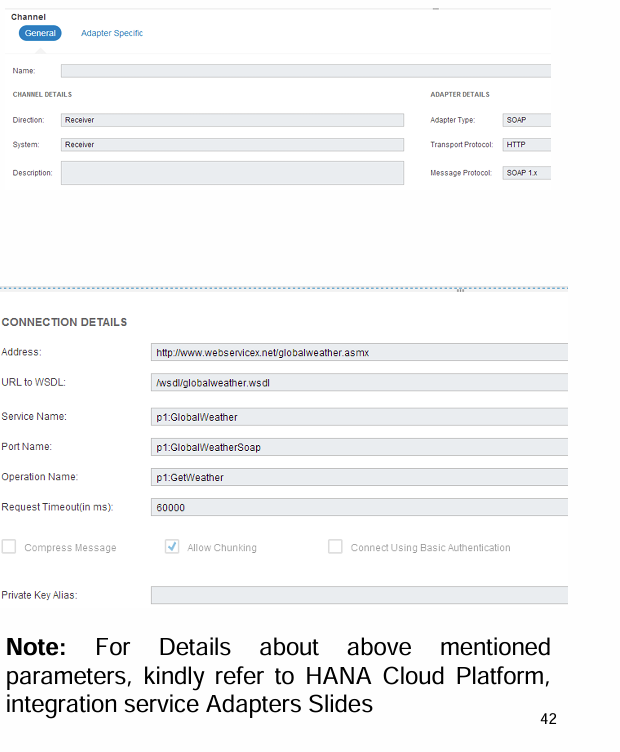 Channel
General Adapter Specific
Name:
CHANNEL DETAILS ADAPTER DETAILS
Direction: Receiver Adapter Type: SOAP
System: Receiver Transport Protocol: HTTP
Description: Message Protocol: SOAP 1.x
CONNECTION DETAILS
Address: http://www.webservicex.net/globalweather.asmx
URL to WSDL: /wsdl/globalweather.wsdl
Service Name: p1:GlobalWeather
Port Name: p1:GlobalWeatherSoap
Operation Name: p1:GetWeather
Request Timeout(in ms): 60000
Compress Message Allow Chunking Connect Using Basic Authentication
Private Key Alias:
Note: For Details about above mentioned
parameters, kindly refer to HANA Cloud Platform,
integration service Adapters Slides
42